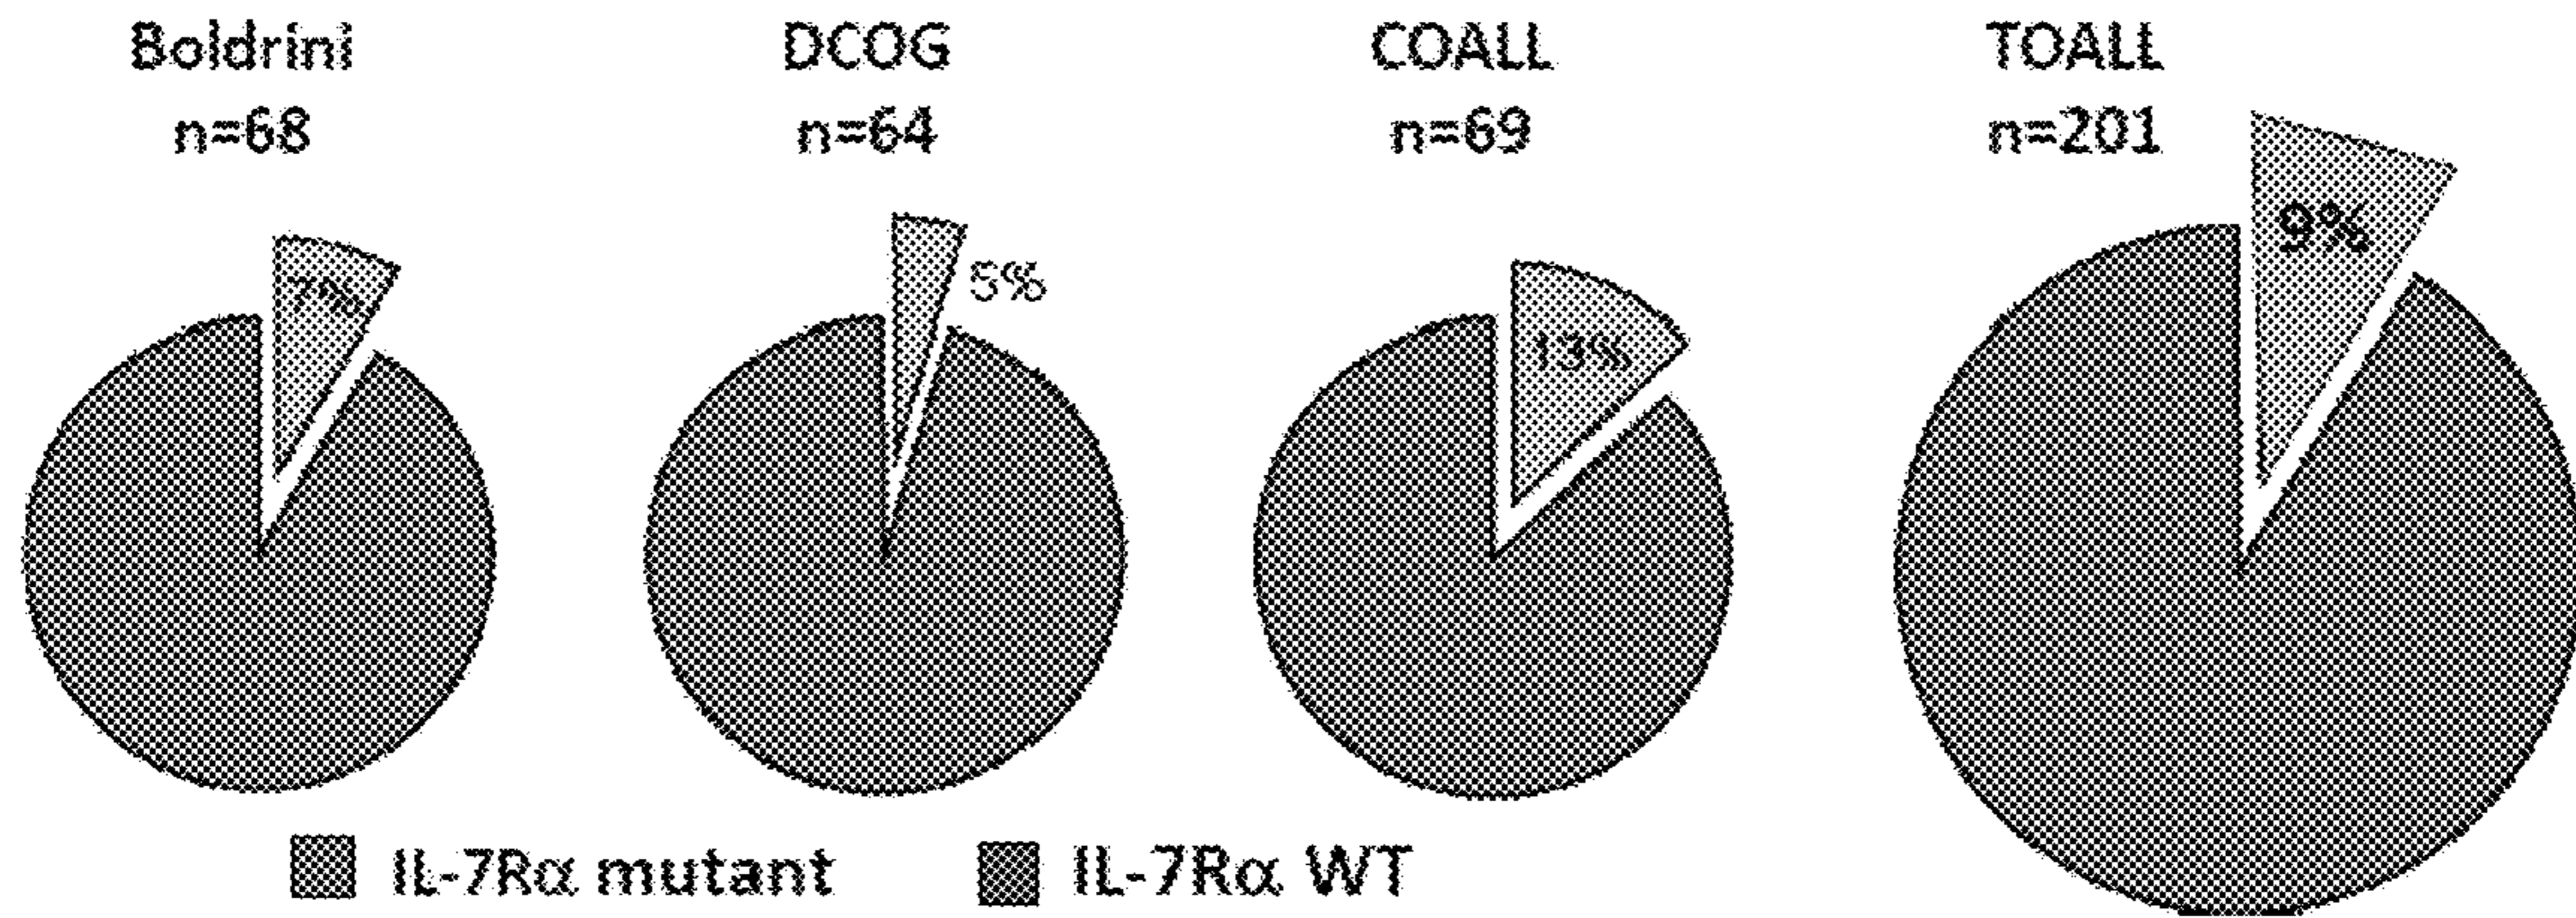 Boldrini
n=68
DCOG
n=64
COALL
n=69
TOALL
n=201
7%
5%
13%
9%
IL-7Rα mutant
IL-7Rα WT